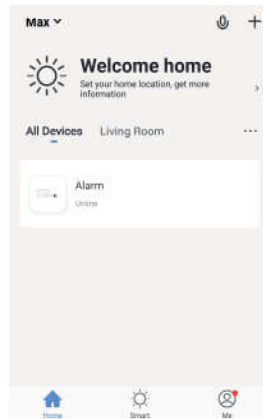 Max
Welcome home
Set your home location, get more
information
All Devices Living Room
Alarm
Online
Home Smart Me